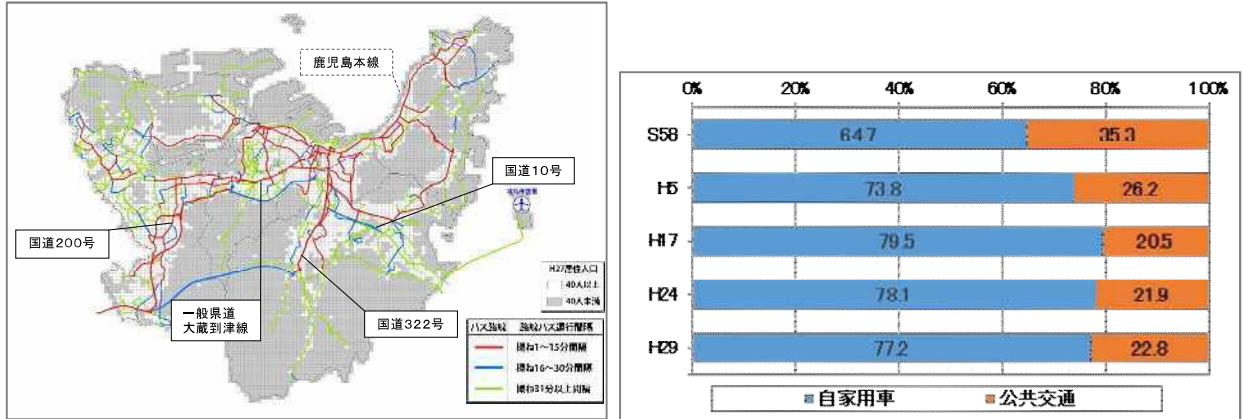 鹿児島本線
国道10号
北九州空港
国道200号
一般県道
大蔵到津線
国道322号
H27居住人口
40人以上
40人未満
バス路線 路線バス運行間隔
概ね1~15分間隔
概ね16~30分間隔
概ね31分以上間隔
0% 20% 40% 60% 80% 100%
S58 64.7 35.3
H5 73.8 26.2
H17 79.5 20.5
H24 78.1 21.9
H29 77.2 22.8
自家用車 公共交通